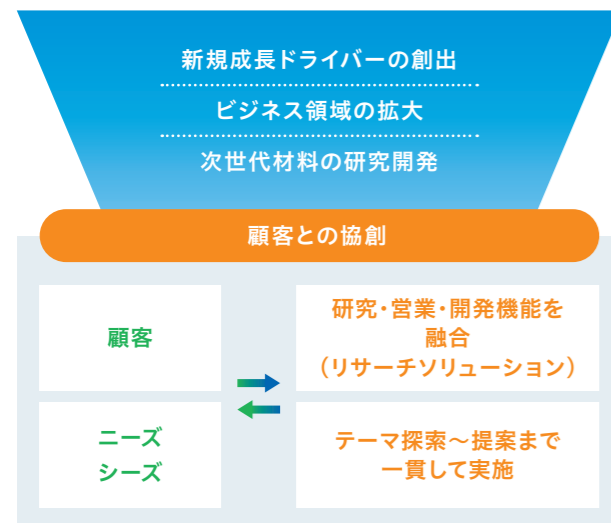 新規成長ドライバーの創出
ビジネス領域の拡大
次世代材料の研究開発
顧客との協創
顧客
ニーズ
シーズ
研究・営業・開発機能を
融合
（リサーチソリューション）
テーマ探索～提案まで
一貫して実施